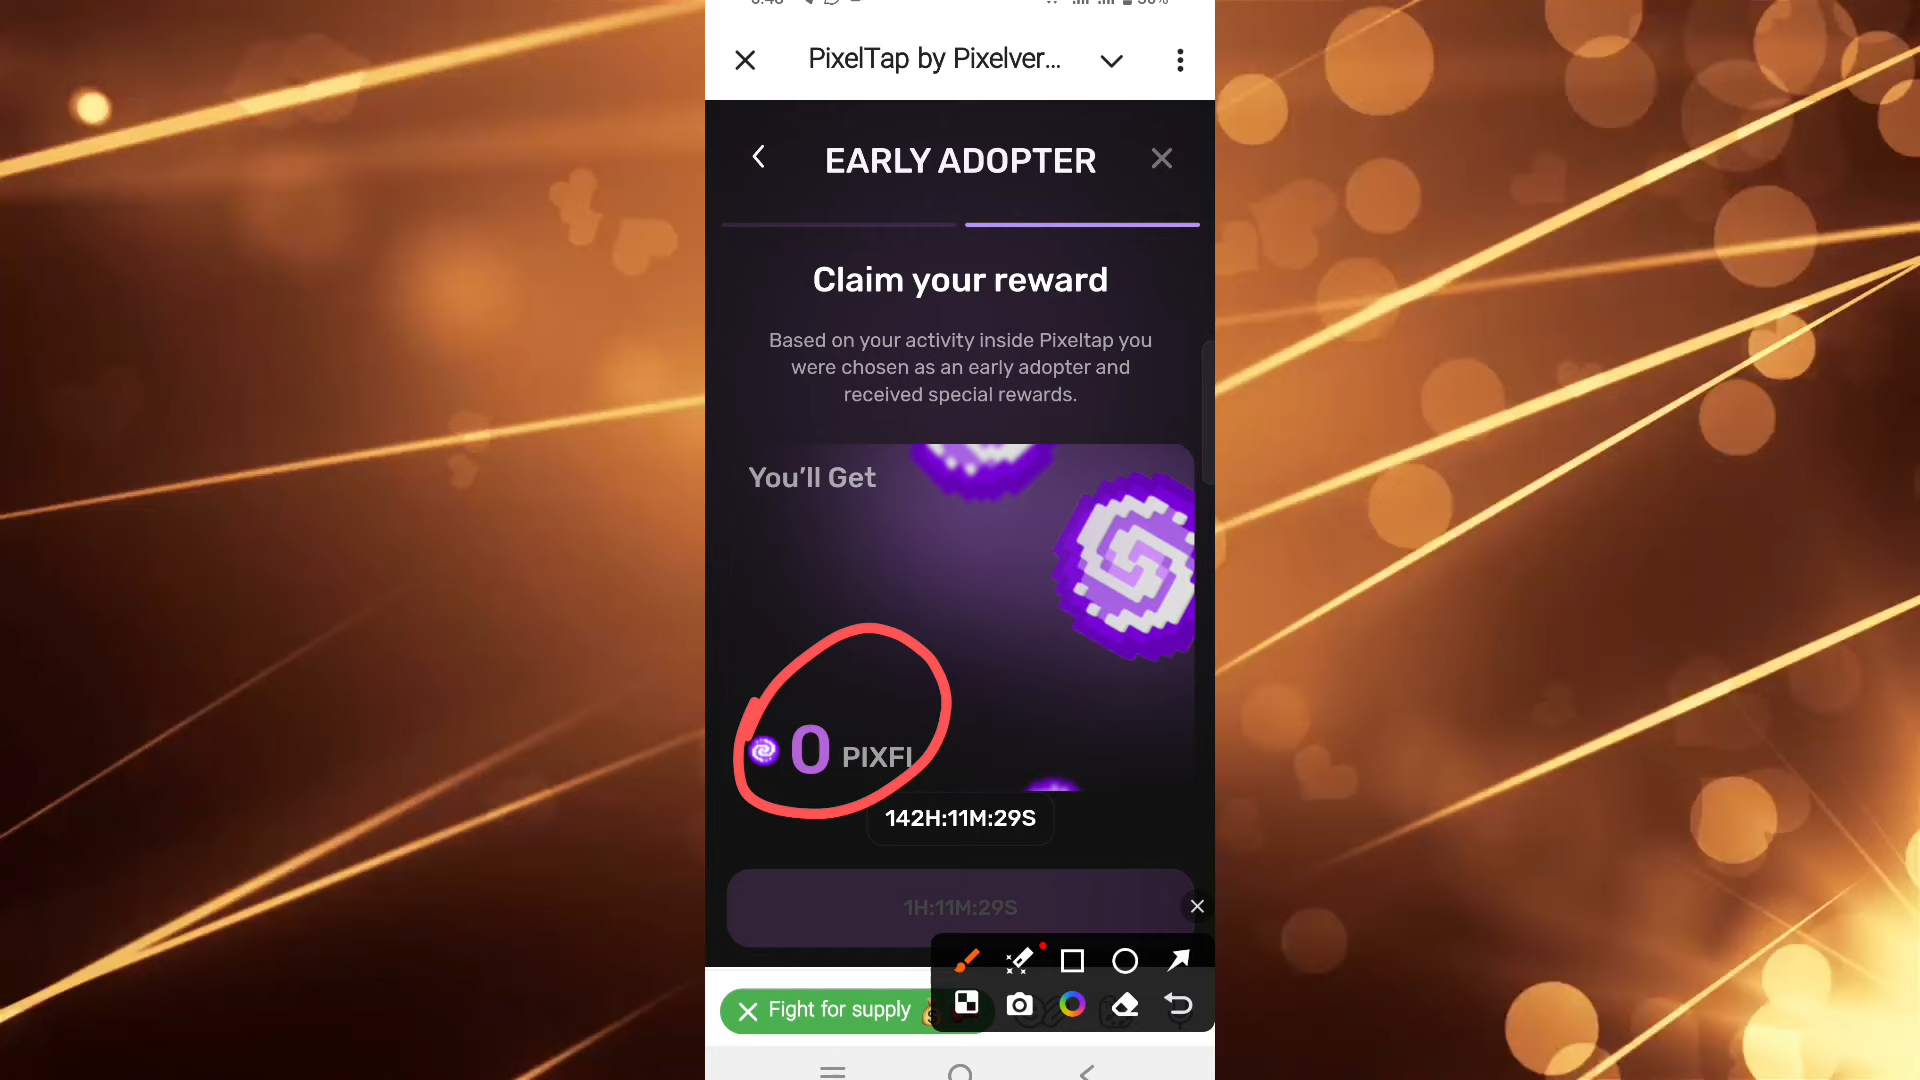 PixelTap by Pixelver...
EARLY ADOPTER
Claim your reward
Based on your activity inside Pixeltap you
were chosen as an early adopter and
received special rewards.
You'll Get
0 PIXFI
142H:11M:29S
1H:11M:29S
Fight for supply